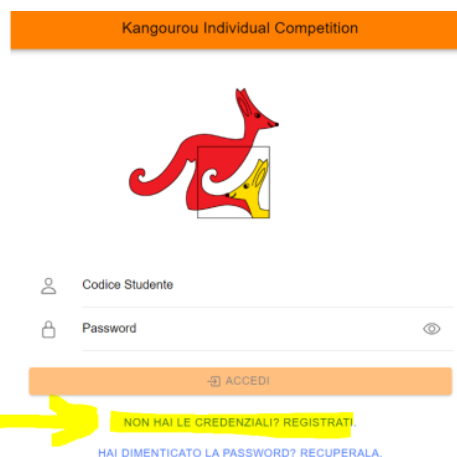 Kangourou Individual Competition
Codice Studente
Password
ACCEDI
NON HAI LE CREDENZIALI? REGISTRATI.
HAI DIMENTICATO LA PASSWORD? RECUPERALA.